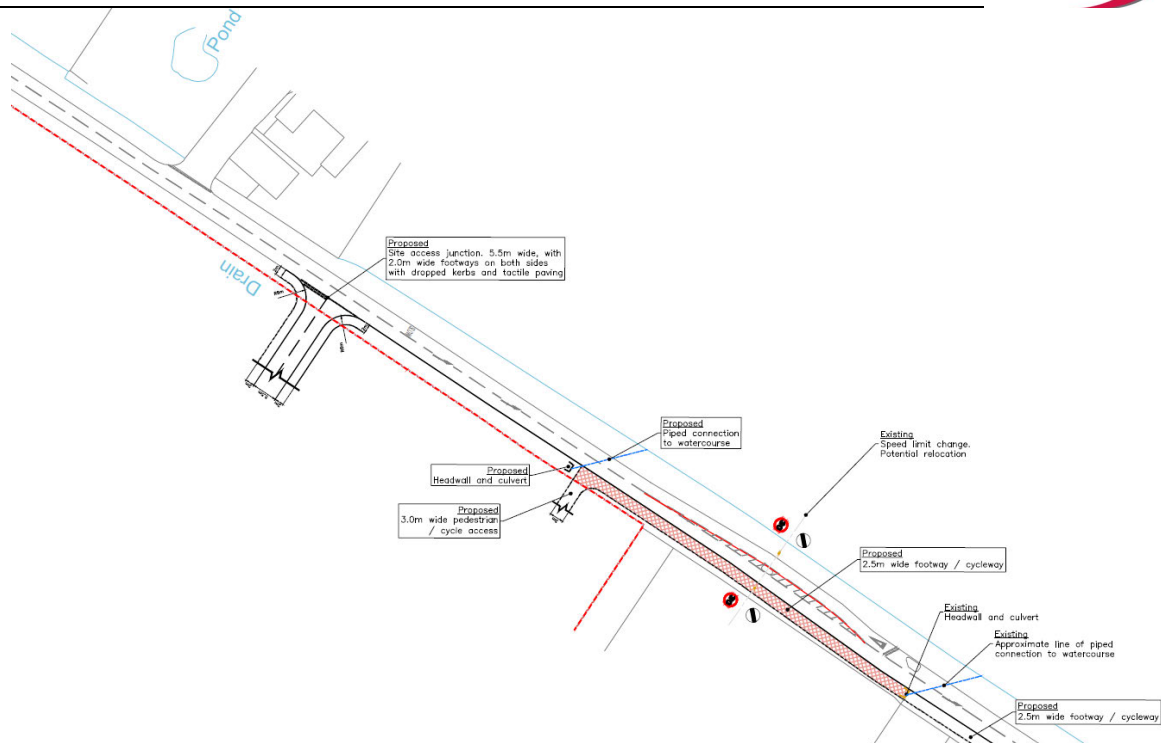 Pond
Drain
Proposed
Site access junction. 5.5m wide, with
2.0m wide footways on both sides
with dropped kerbs and tactile paving
Proposed
Piped connection
to watercourse
Existing
Speed limit change.
Potential relocation
Proposed
Headwall and culvert
Proposed
3.0m wide pedestrian
/ cycle access
Proposed
2.5m wide footway / cycleway
Existing
Headwall and culvert
Existing
Approximate line of piped
connection to watercourse
Proposed
2.5m wide footway / cycleway